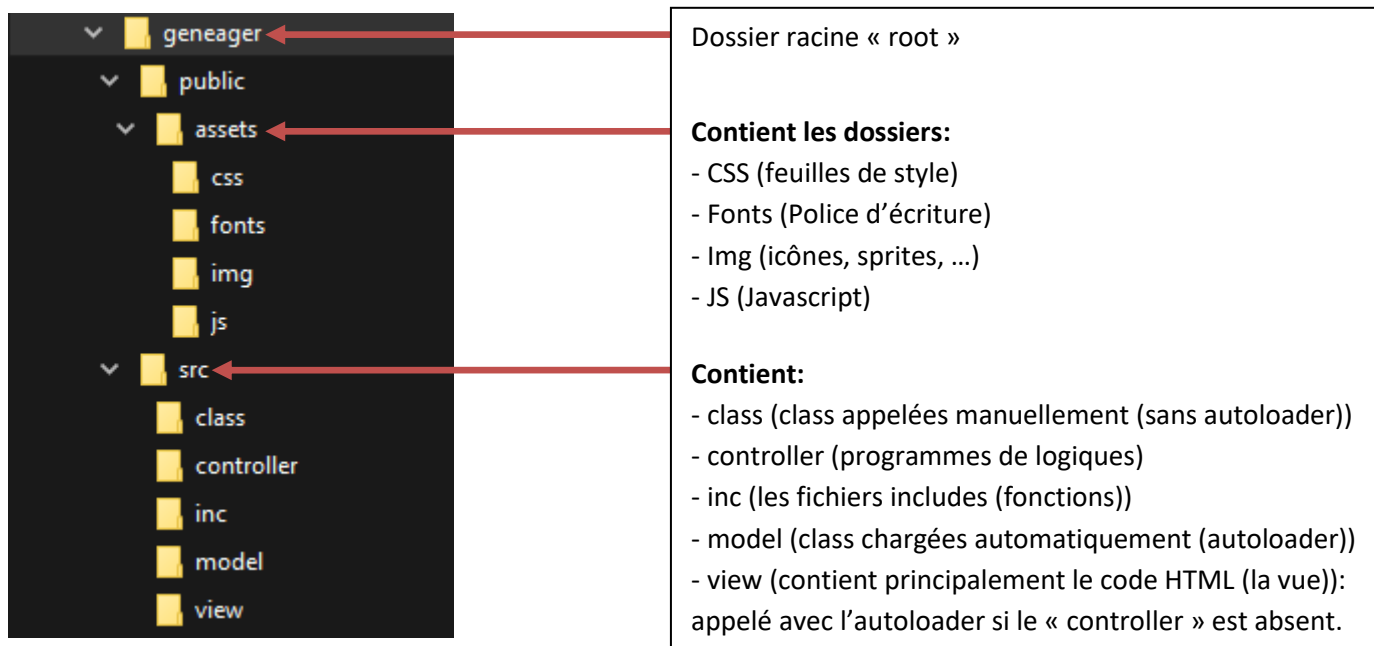 geneager
public
assets
css
fonts
img
js
src
class
controller
inc
model
view
Dossier racine « root »
Contient les dossiers:
- CSS (feuilles de style)
- Fonts (Police d’écriture)
- Img (icônes, sprites, …)
- JS (Javascript)
Contient:
- class (class appelées manuellement (sans autoloader))
- controller (programmes de logiques)
- inc (les fichiers includes (fonctions))
- model (class chargées automatiquement (autoloader))
- view (contient principalement le code HTML (la vue)):
appelé avec l’autoloader si le « controller » est absent.